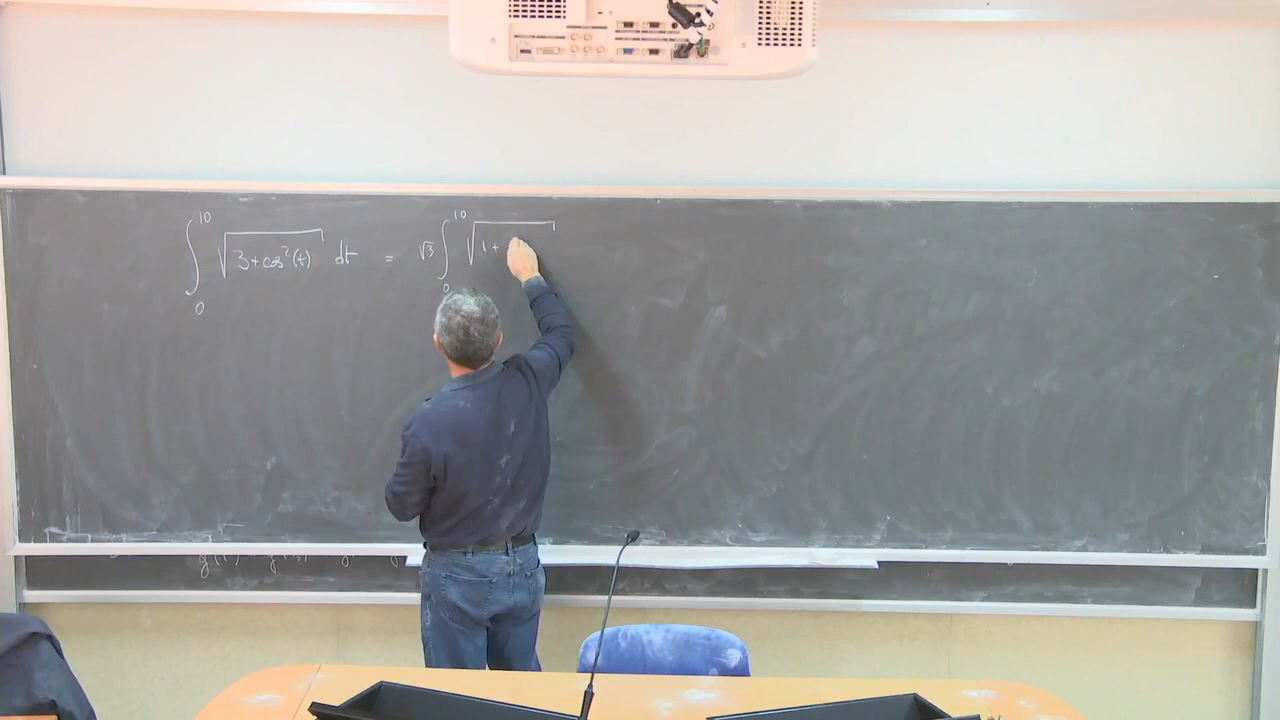 ∫₀¹⁰ √(3+cos²(t)) dt = √3 ∫₀¹⁰ √(1+